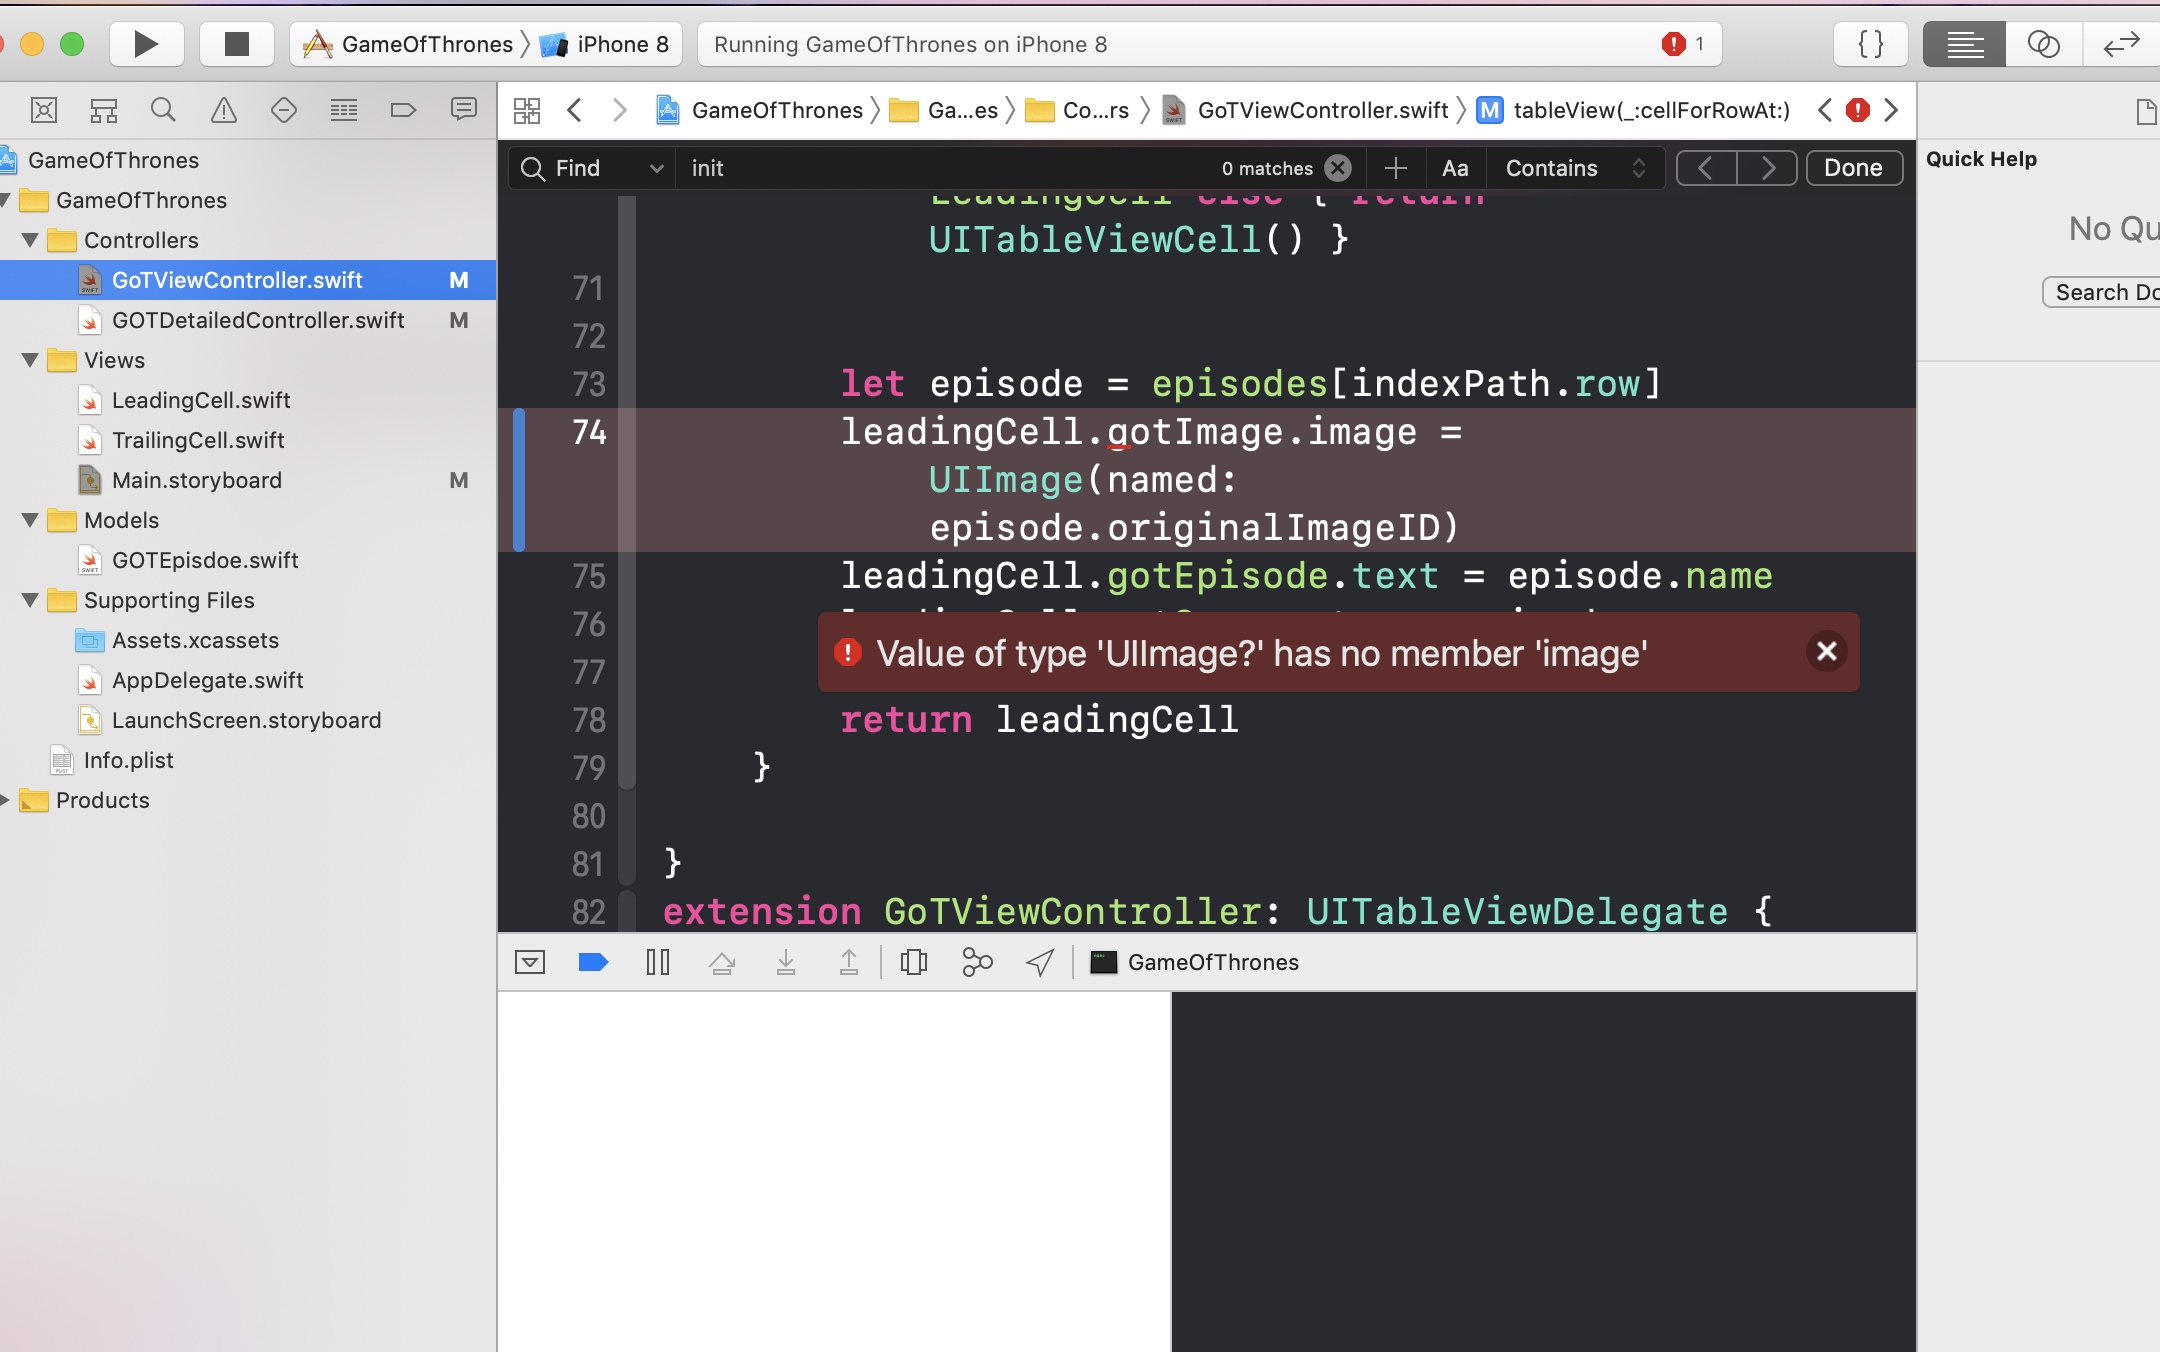 GameOfThrones
iPhone 8
Running GameOfThrones on iPhone 8
1
{ }
GameOfThrones
Ga...es
Co...rs
GoTViewController.swift
M
tableView(_:cellForRowAt:)
Find
init
0 matches
Aa
Contains
Done
GameOfThrones
GameOfThrones
Controllers
GoTViewController.swift M
GOTDetailedController.swift M
Views
LeadingCell.swift
TrailingCell.swift
Main.storyboard M
Models
GOTEpisdoe.swift
Supporting Files
Assets.xcassets
AppDelegate.swift
LaunchScreen.storyboard
Info.plist
Products
LeadingCell else { return
UITableViewCell() }
71
72
73 let episode = episodes[indexPath.row]
74 leadingCell.gotImage.image =
UIImage(named:
episode.originalImageID)
75 leadingCell.gotEpisode.text = episode.name
76
Value of type 'UIImage?' has no member 'image'
77
78 return leadingCell
79 }
80
81 }
82 extension GoTViewController: UITableViewDelegate {
GameOfThrones
Quick Help
No Qu
Search Do